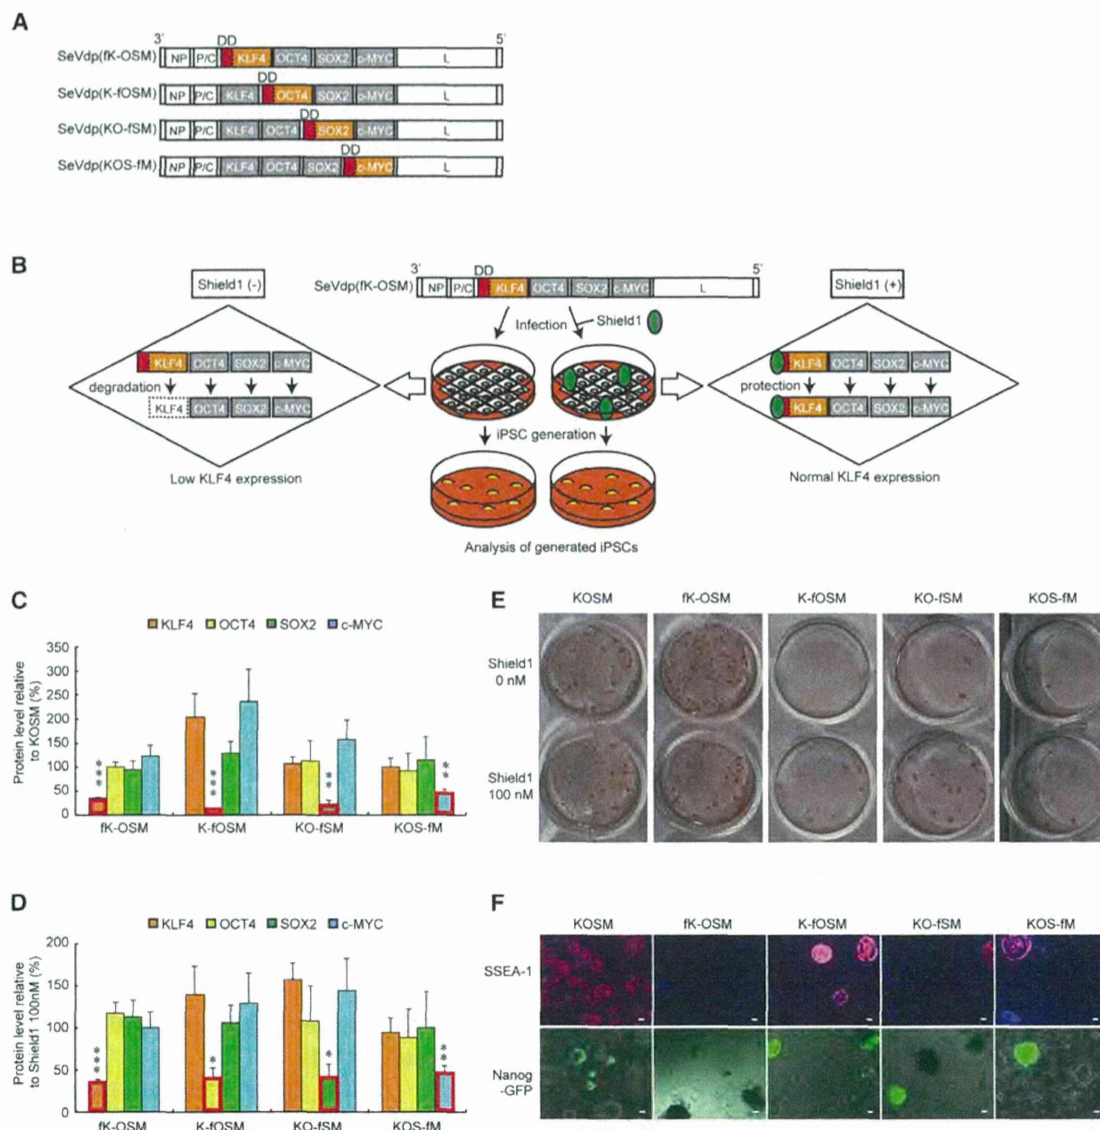 A
3′ 5′
DD
SeVdp(fK-OSM) NP P/C KLF4 OCT4 SOX2 c-MYC L
DD
SeVdp(K-fOSM) NP P/C KLF4 OCT4 SOX2 c-MYC L
DD
SeVdp(KO-fSM) NP P/C KLF4 OCT4 SOX2 c-MYC L
DD
SeVdp(KOS-fM) NP P/C KLF4 OCT4 SOX2 c-MYC L
B
3′ 5′
DD
SeVdp(fK-OSM) NP P/C KLF4 OCT4 SOX2 c-MYC L
Shield1 (-)
KLF4 OCT4 SOX2 c-MYC
degradation
KLF4 OCT4 SOX2 c-MYC
Low KLF4 expression
Infection
Shield1
iPSC generation
Analysis of generated iPSCs
Shield1 (+)
KLF4 OCT4 SOX2 c-MYC
protection
KLF4 OCT4 SOX2 c-MYC
Normal KLF4 expression
C
KLF4 OCT4 SOX2 c-MYC
Protein level relative
to KOSM (%)
350
300
250
200
150
100
50
0
***
***
**
**
fK-OSM K-fOSM KO-fSM KOS-fM
D
KLF4 OCT4 SOX2 c-MYC
Protein level relative
to Shield1 100nM (%)
200
150
100
50
0
***
*
*
***
fK-OSM K-fOSM KO-fSM KOS-fM
E
KOSM fK-OSM K-fOSM KO-fSM KOS-fM
Shield1
0 nM
Shield1
100 nM
F
KOSM fK-OSM K-fOSM KO-fSM KOS-fM
SSEA-1
Nanog
-GFP